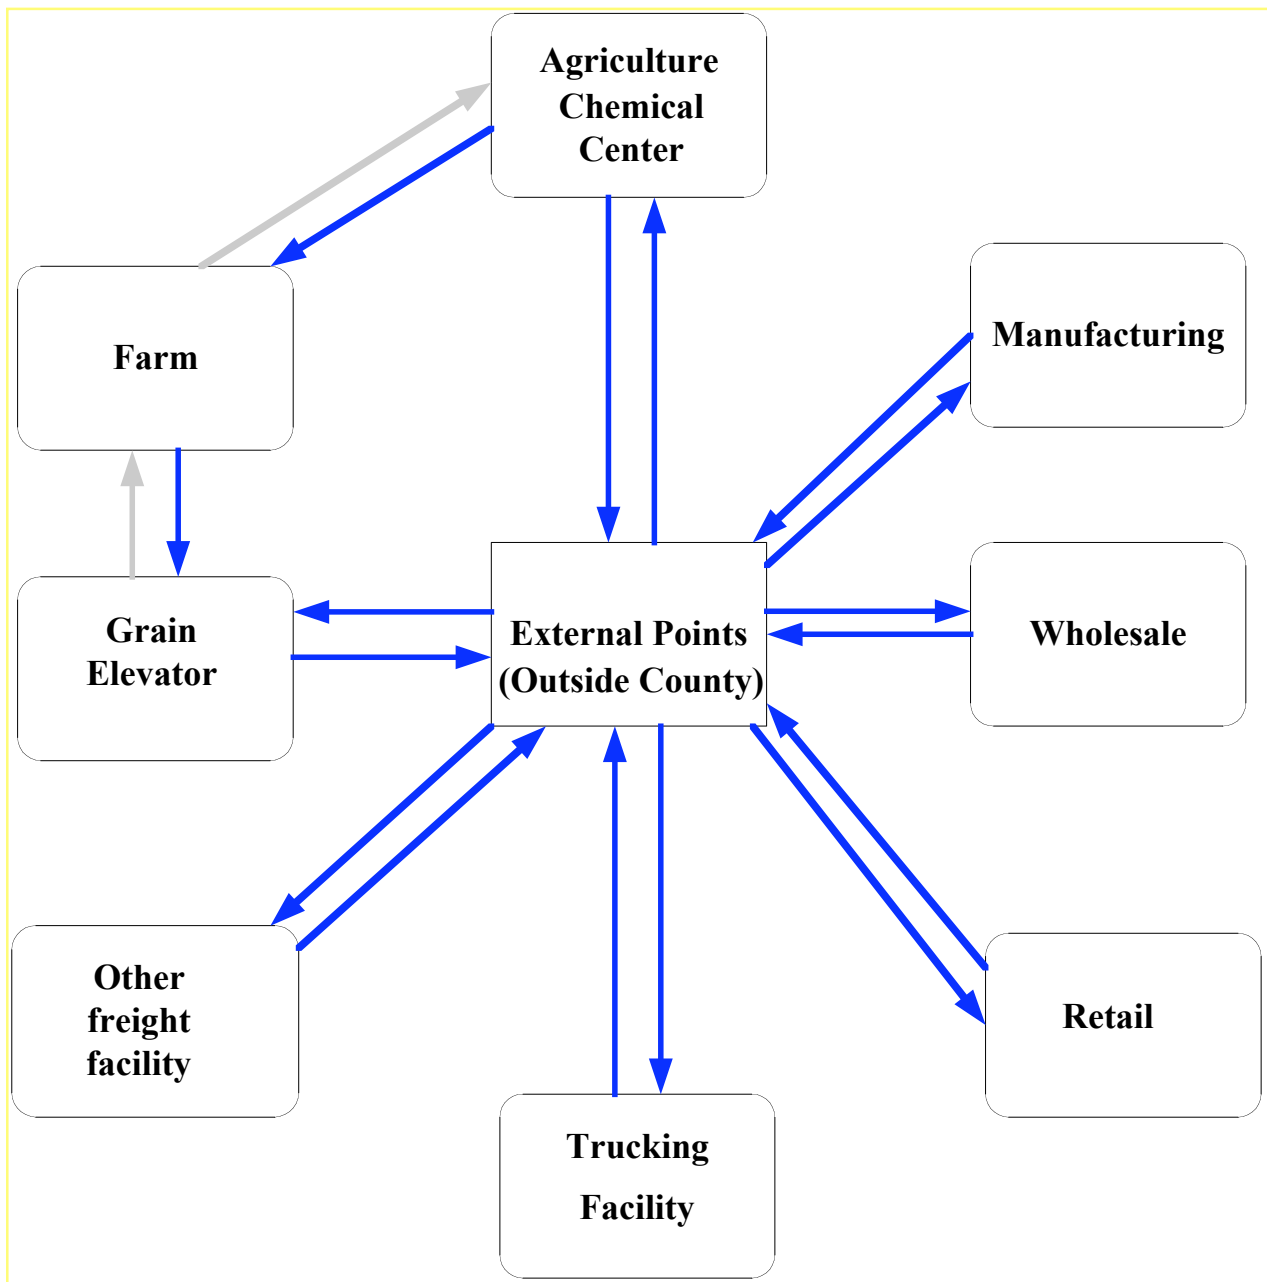 Agriculture
Chemical
Center
Manufacturing
Farm
Grain
Elevator
External Points
(Outside County)
Wholesale
Other
freight
facility
Retail
Trucking
Facility